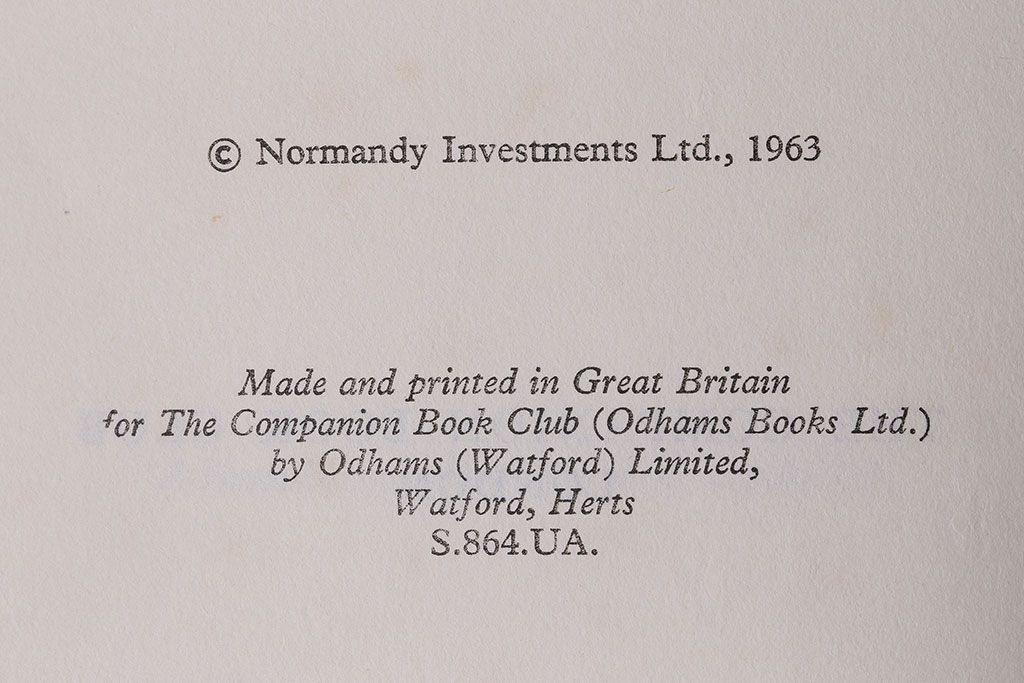 © Normandy Investments Ltd., 1963
Made and printed in Great Britain
for The Companion Book Club (Odhams Books Ltd.)
by Odhams (Watford) Limited,
Watford, Herts
S.864.UA.